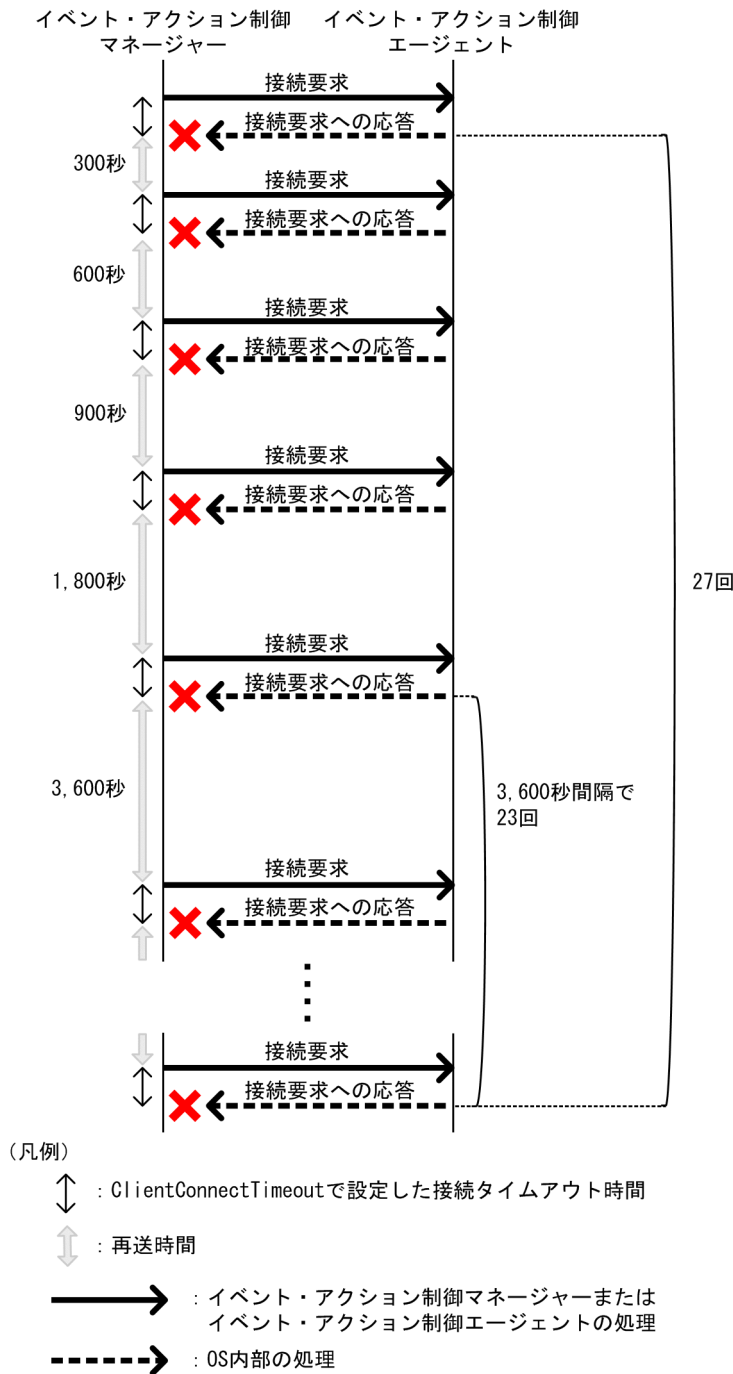 イベント・アクション制御
マネージャー
イベント・アクション制御
エージェント
接続要求
接続要求への応答
300秒
接続要求
接続要求への応答
600秒
接続要求
接続要求への応答
900秒
接続要求
接続要求への応答
1,800秒
27回
接続要求
接続要求への応答
3,600秒
3,600秒間隔で
23回
接続要求
接続要求への応答
接続要求
接続要求への応答
(凡例)
:ClientConnectTimeoutで設定した接続タイムアウト時間
:再送時間
:イベント・アクション制御マネージャーまたは
イベント・アクション制御エージェントの処理
:OS内部の処理